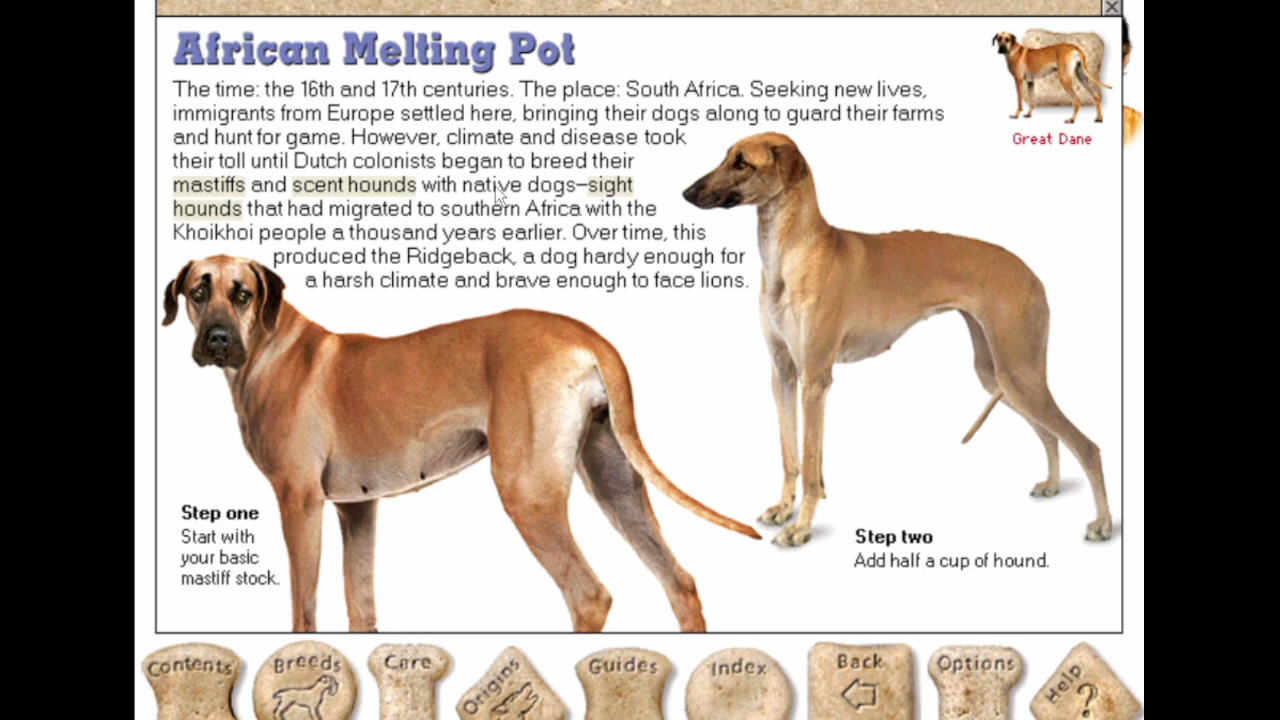 African Melting Pot
The time: the 16th and 17th centuries. The place: South Africa. Seeking new lives,
immigrants from Europe settled here, bringing their dogs along to guard their farms
and hunt for game. However, climate and disease took
their toll until Dutch colonists began to breed their
mastiffs and scent hounds with native dogs–sight
hounds that had migrated to southern Africa with the
Khoikhoi people a thousand years earlier. Over time, this
produced the Ridgeback, a dog hardy enough for
a harsh climate and brave enough to face lions.
Great Dane
Step one
Start with
your basic
mastiff stock.
Step two
Add half a cup of hound.
Contents
Breeds
Care
Origins
Guides
Index
Back
Options
Help
?